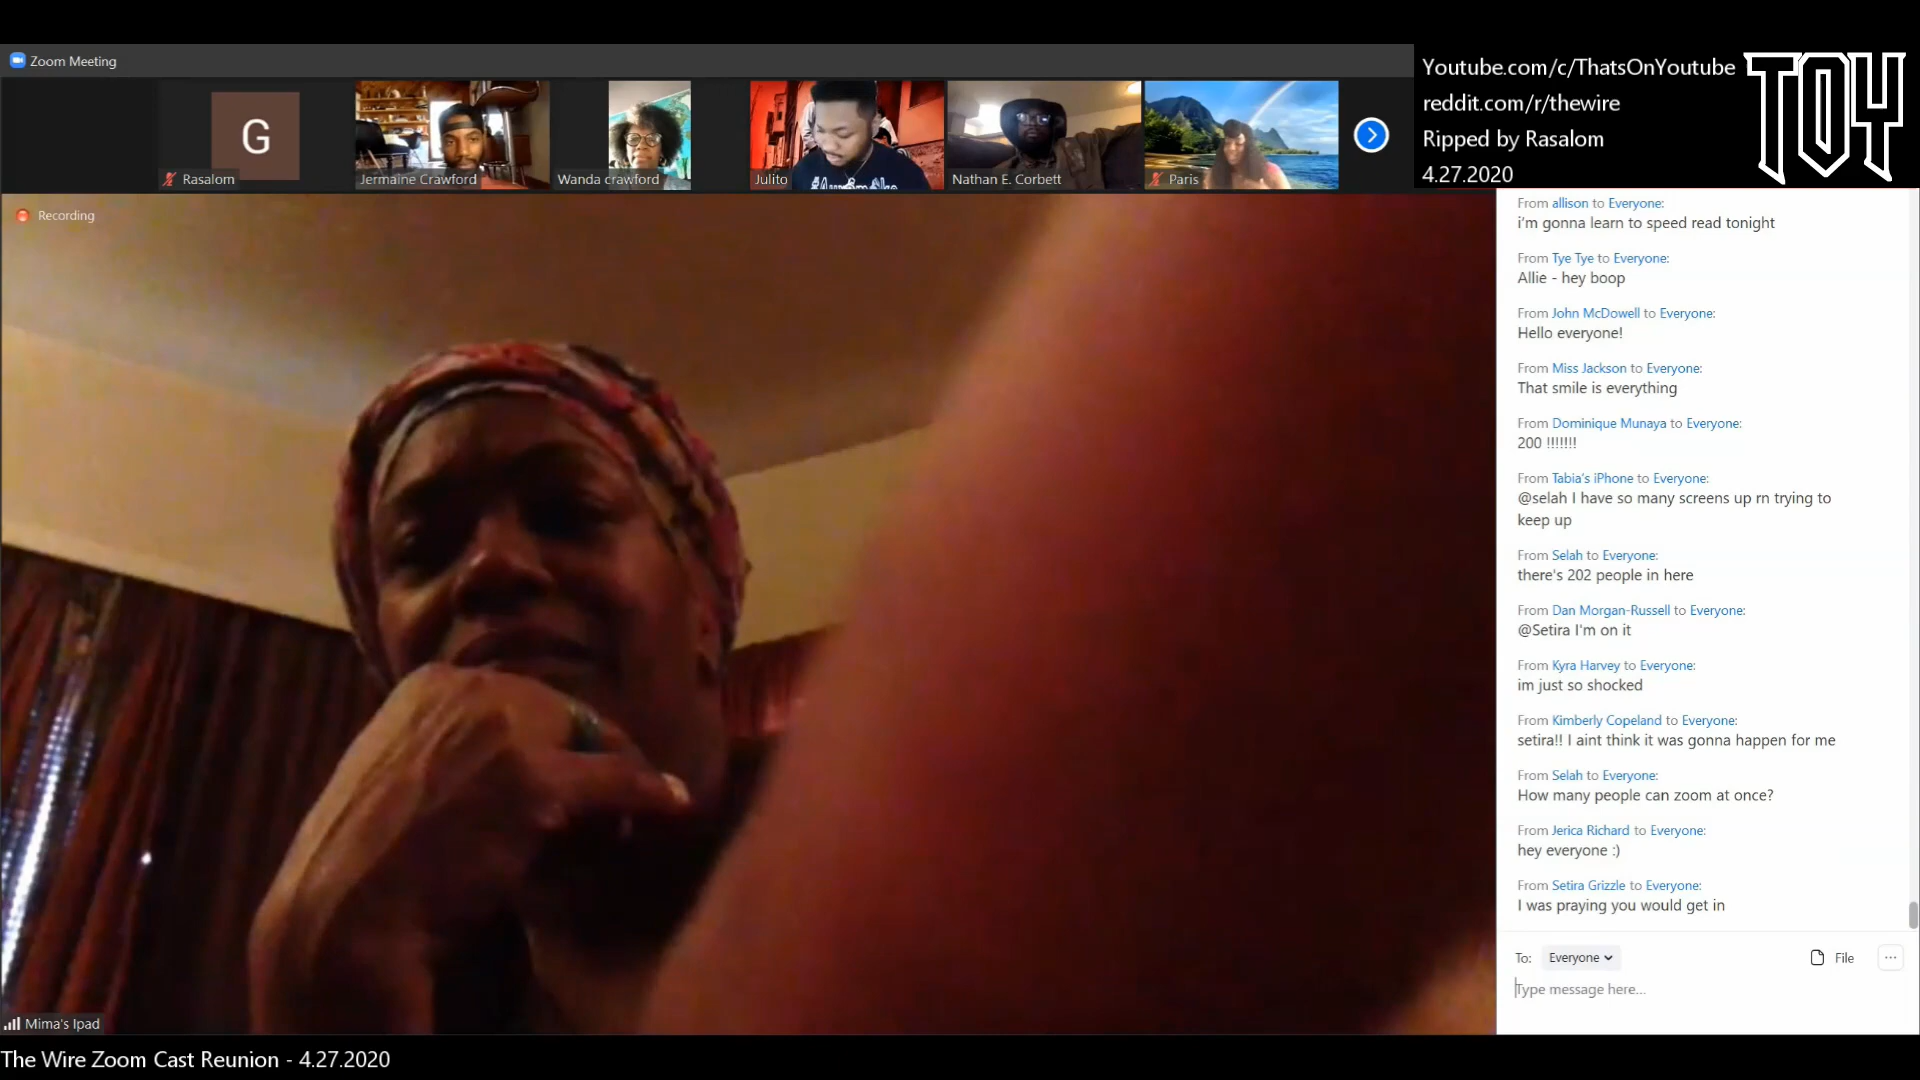 Zoom Meeting
Youtube.com/c/ThatsOnYoutube
reddit.com/r/thewire
Ripped by Rasalom
4.27.2020
TOY
G
Rasalom
Jermaine Crawford
Wanda crawford
Julito
Nathan E. Corbett
Paris
Recording
From allison to Everyone:
i'm gonna learn to speed read tonight
From Tye Tye to Everyone:
Allie - hey boop
From John McDowell to Everyone:
Hello everyone!
From Miss Jackson to Everyone:
That smile is everything
From Dominique Munaya to Everyone:
200 !!!!!!!
From Tabia's iPhone to Everyone:
@selah I have so many screens up rn trying to
keep up
From Selah to Everyone:
there's 202 people in here
From Dan Morgan-Russell to Everyone:
@Setira I'm on it
From Kyra Harvey to Everyone:
im just so shocked
From Kimberly Copeland to Everyone:
setira!! I aint think it was gonna happen for me
From Selah to Everyone:
How many people can zoom at once?
From Jerica Richard to Everyone:
hey everyone :)
From Setira Grizzle to Everyone:
I was praying you would get in
To: Everyone
File
...
Type message here...
Mima's Ipad
The Wire Zoom Cast Reunion - 4.27.2020